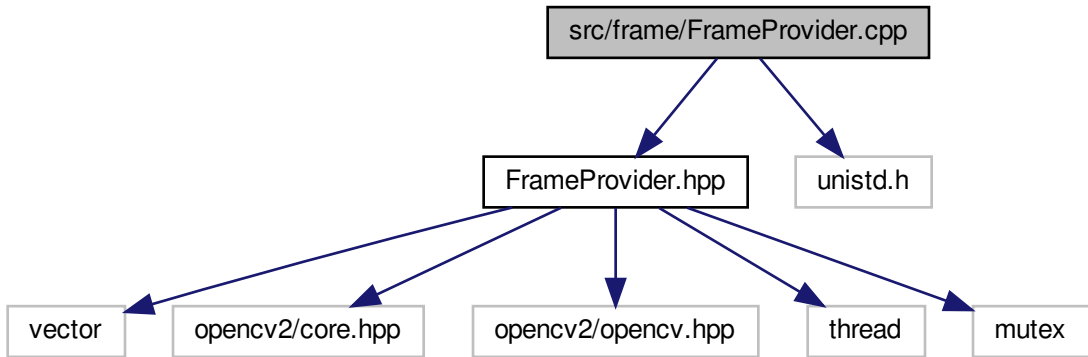 src/frame/FrameProvider.cpp
FrameProvider.hpp
unistd.h
vector
opencv2/core.hpp
opencv2/opencv.hpp
thread
mutex